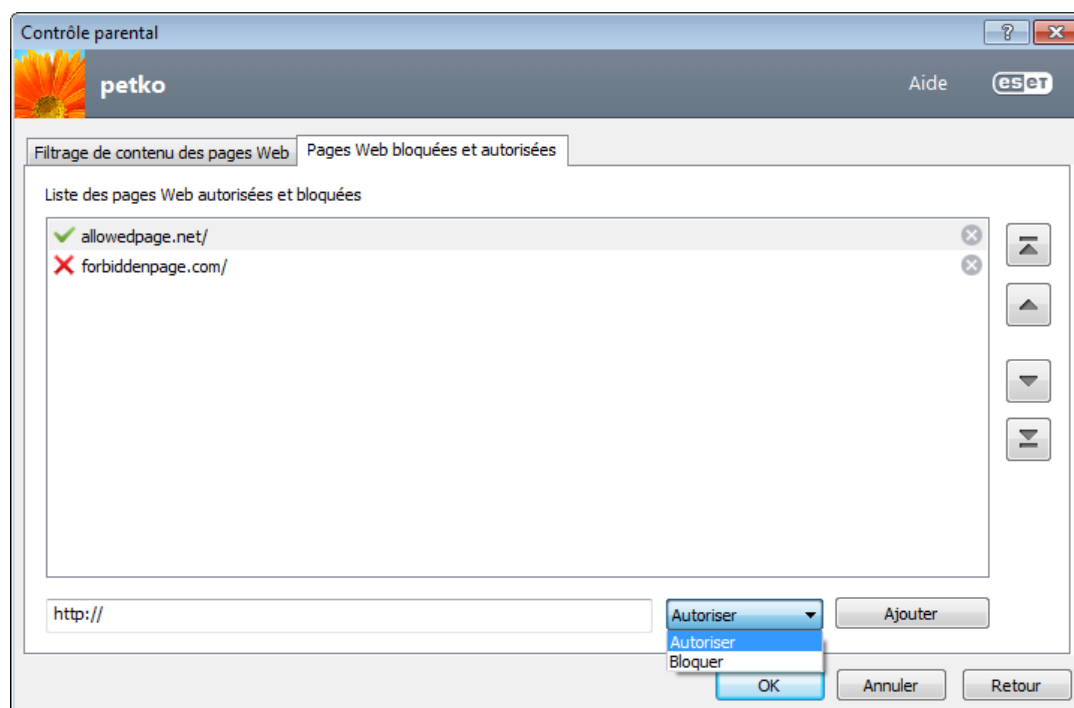 Contrôle parental
petko
Aide
eset
Filtrage de contenu des pages Web
Pages Web bloquées et autorisées
Liste des pages Web autorisées et bloquées
allowedpage.net/
forbiddenpage.com/
http://
Autoriser
Ajouter
Autoriser
Bloquer
OK
Annuler
Retour